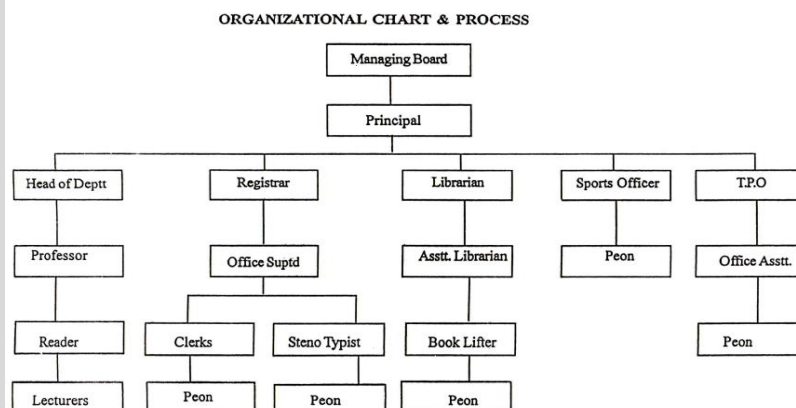 ORGANIZATIONAL CHART & PROCESS
Managing Board
Principal
Head of Deptt
Registrar
Librarian
Sports Officer
T.P.O
Professor
Office Suptd
Asstt. Librarian
Peon
Office Asstt.
Reader
Clerks
Steno Typist
Book Lifter
Peon
Lecturers
Peon
Peon
Peon